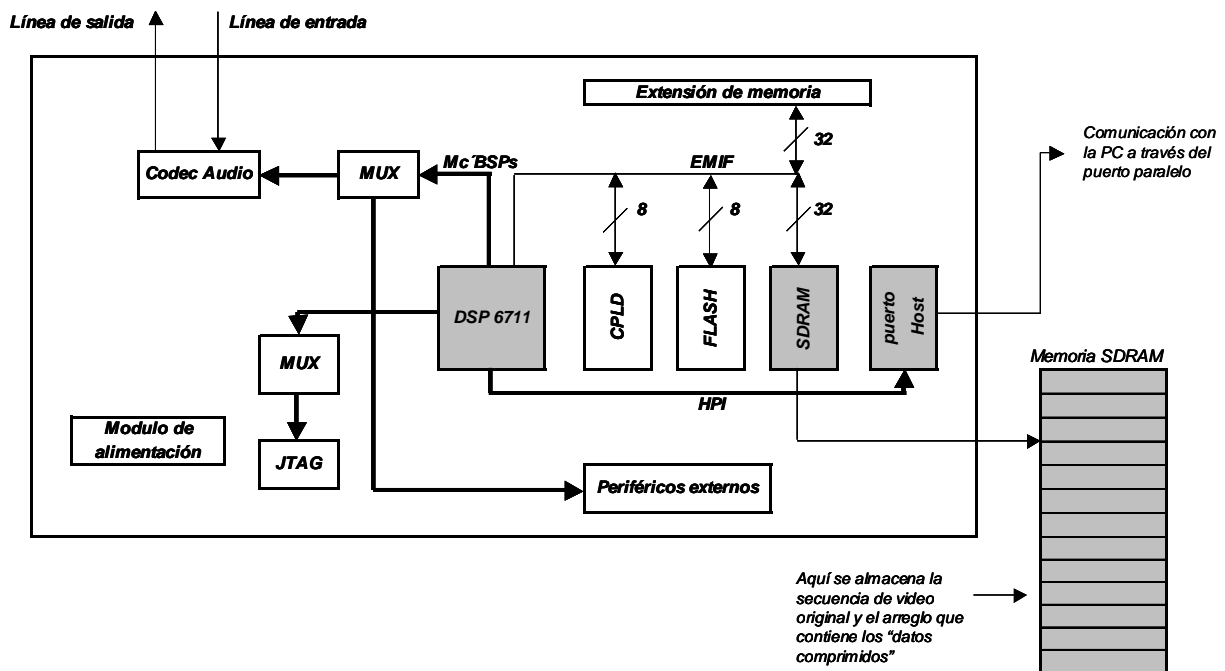 Línea de salida
Línea de entrada
Extensión de memoria
32
Comunicación con
la PC a través del
puerto paralelo
Codec Audio
MUX
Mc´BSPs
EMIF
8
8
32
DSP 6711
CPLD
FLASH
SDRAM
puerto
Host
MUX
HPI
Memoria SDRAM
Modulo de
alimentación
JTAG
Periféricos externos
Aquí se almacena la
secuencia de video
original y el arreglo que
contiene los “datos
comprimidos”